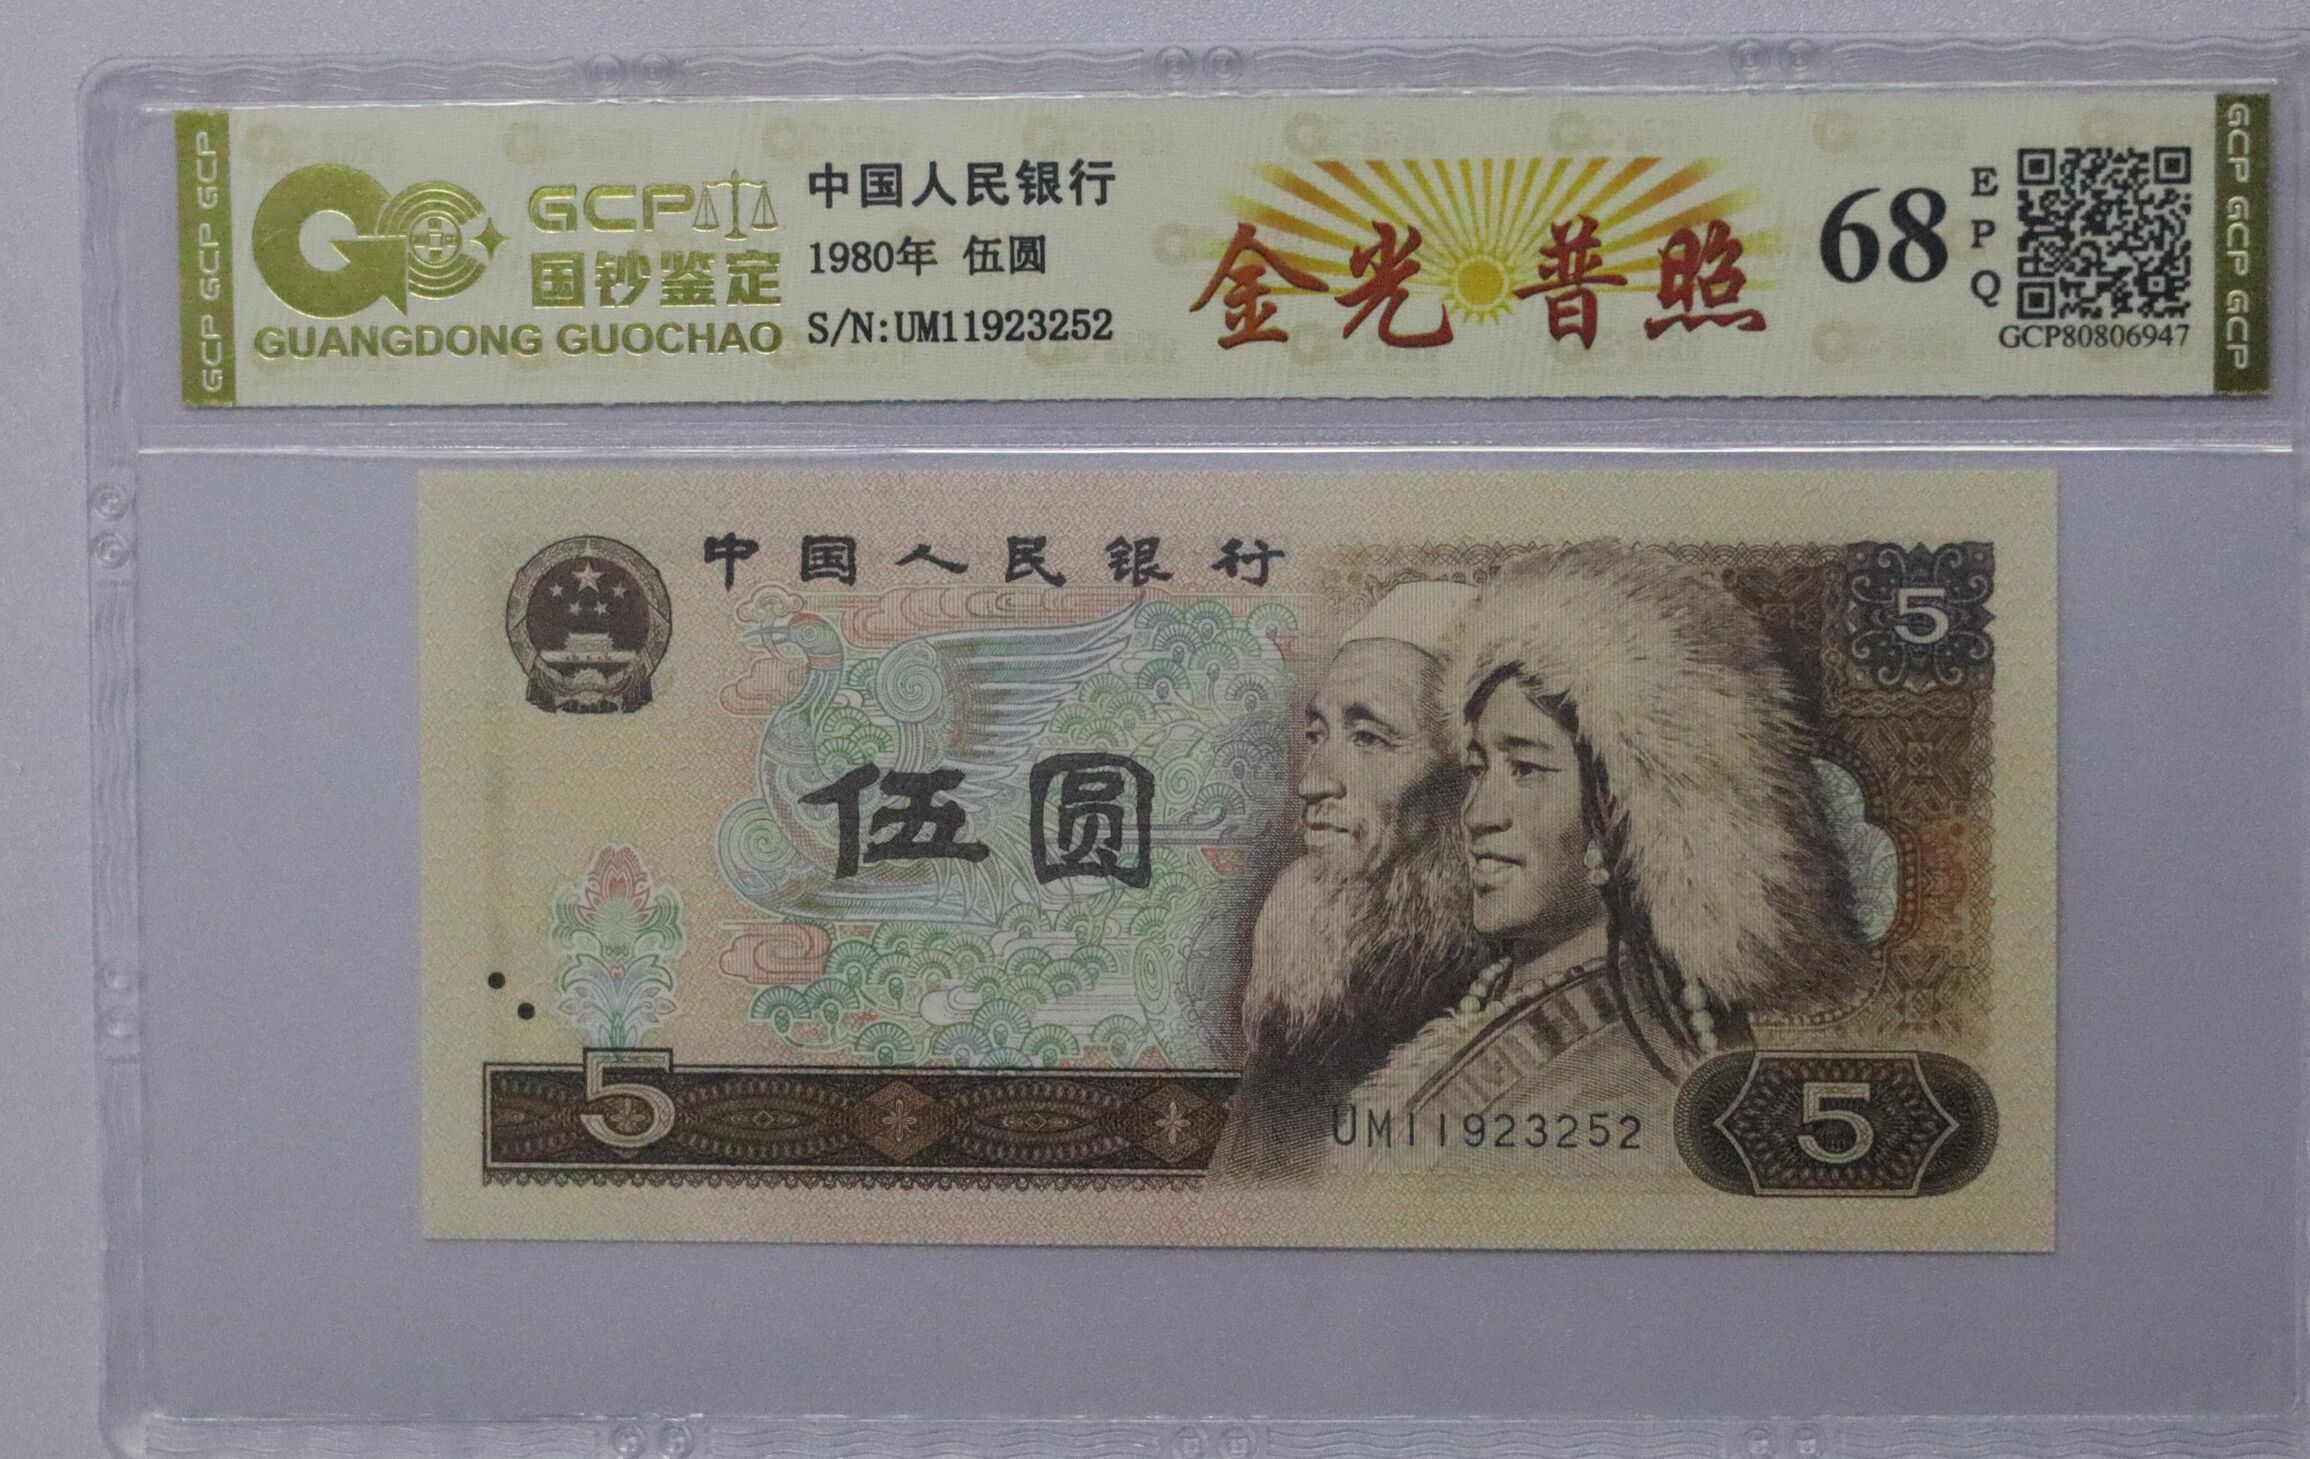 GCP GCP GCP
GCP
国钞鉴定
GUANGDONG GUOCHAO
中国人民银行
1980年 伍圆
S/N:UM11923252
金光普照
68
EPQ
GCP80806947
GCP GCP GCP
中国人民银行
5
伍圆
5
UM11923252
5